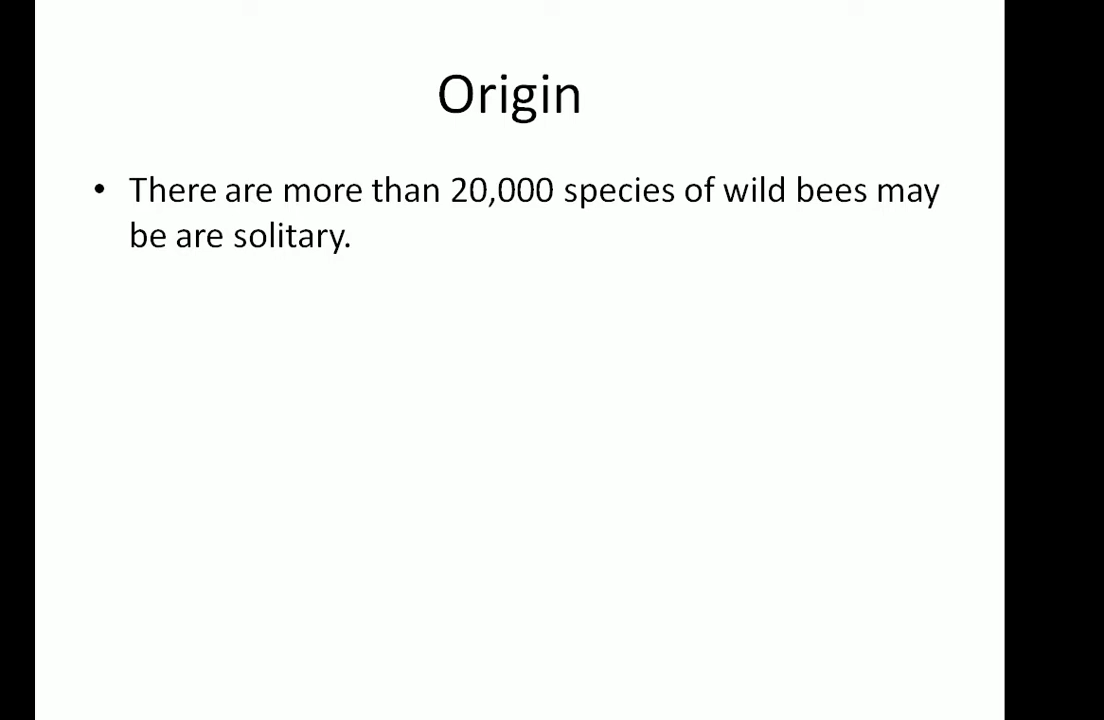 Origin
• There are more than 20,000 species of wild bees may
be are solitary.